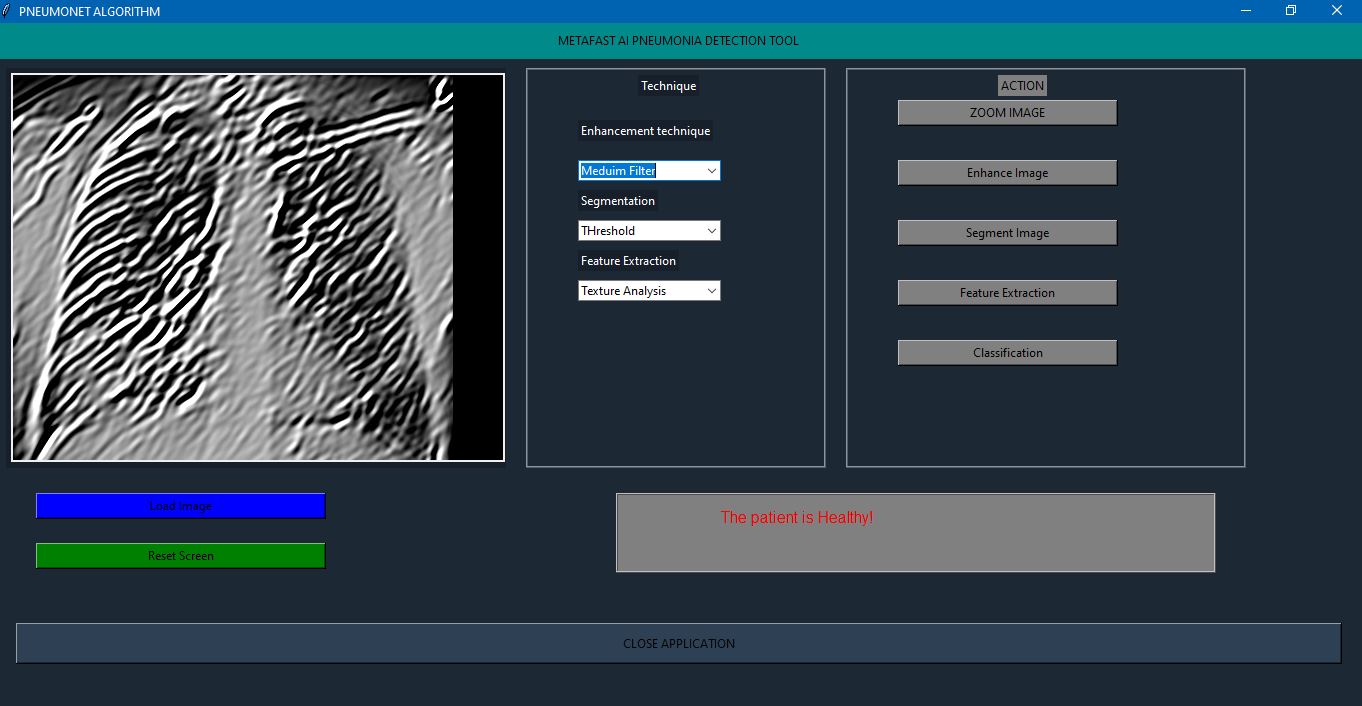 PNEUMONET ALGORITHM
METAFAST AI PNEUMONIA DETECTION TOOL
Technique
Enhancement technique
Meduim Filter
Segmentation
THreshold
Feature Extraction
Texture Analysis
ACTION
ZOOM IMAGE
Enhance Image
Segment Image
Feature Extraction
Classification
Load Image
Reset Screen
The patient is Healthy!
CLOSE APPLICATION